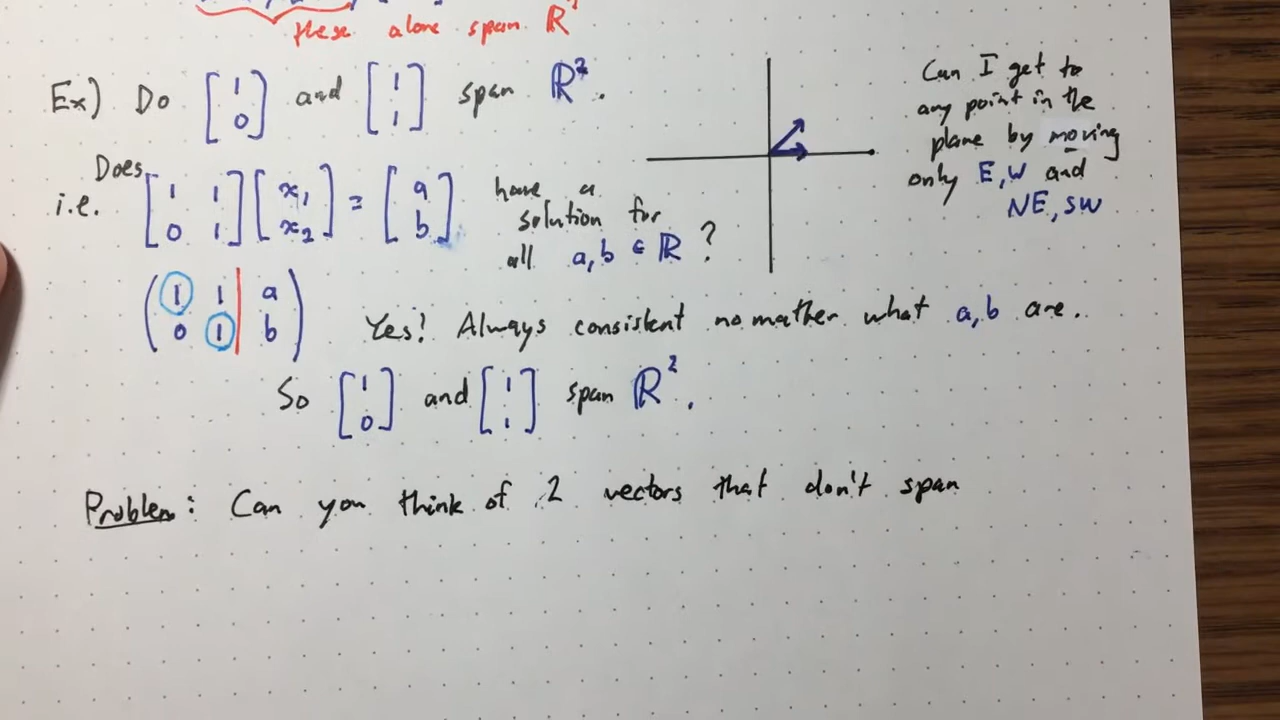 these alone span ℝ
Ex) Do [1 0] and [1 1] span ℝ².
Does
i.e. [1 1 0 1] [x₁ x₂] = [a b] have a solution for all a,b ∈ ℝ ?
(1 1 | a
0 1 | b) Yes! Always consistent no mather what a,b are.
So [1 0] and [1 1] span ℝ².
Problem: Can you think of 2 vectors that don't span
Can I get to
any point in the
plane by moving
only E,W and
NE, SW